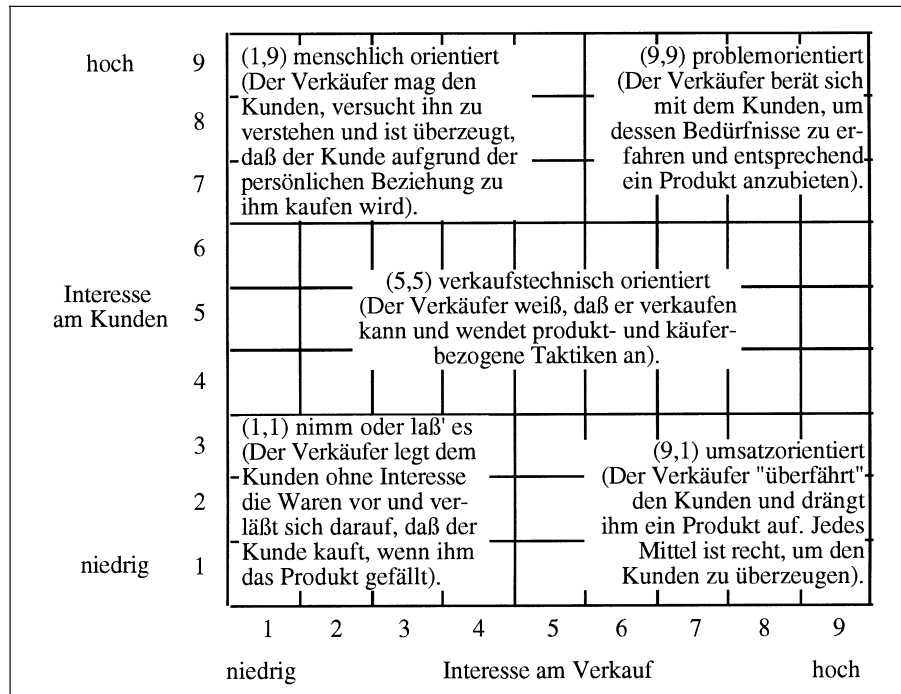 hoch
9
8
7
6
5
4
3
2
1
Interesse
am Kunden
niedrig
(1,9) menschlich orientiert
(Der Verkäufer mag den
Kunden, versucht ihn zu
verstehen und ist überzeugt,
daß der Kunde aufgrund der
persönlichen Beziehung zu
ihm kaufen wird).
(9,9) problemorientiert
(Der Verkäufer berät sich
mit dem Kunden, um
dessen Bedürfnisse zu er-
fahren und entsprechend
ein Produkt anzubieten).
(5,5) verkaufstechnisch orientiert
(Der Verkäufer weiß, daß er verkaufen
kann und wendet produkt- und käufer-
bezogene Taktiken an).
(1,1) nimm oder laß' es
(Der Verkäufer legt dem
Kunden ohne Interesse
die Waren vor und ver-
läßt sich darauf, daß der
Kunde kauft, wenn ihm
das Produkt gefällt).
(9,1) umsatzorientiert
(Der Verkäufer "überfährt"
den Kunden und drängt
ihm ein Produkt auf. Jedes
Mittel ist recht, um den
Kunden zu überzeugen).
1 2 3 4 5 6 7 8 9
niedrig Interesse am Verkauf hoch